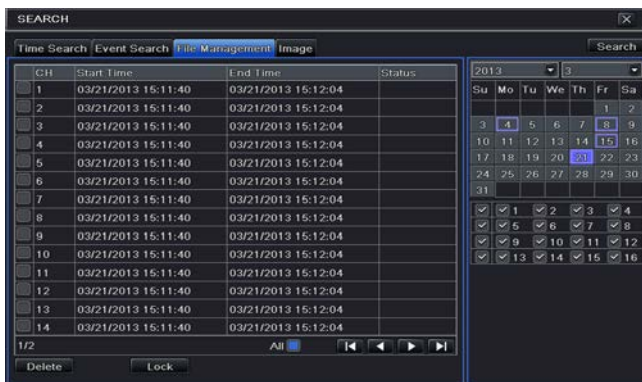 SEARCH
Time Search Event Search File Management Image Search
CH Start Time End Time Status
1 03/21/2013 15:11:40 03/21/2013 15:12:04
2 03/21/2013 15:11:40 03/21/2013 15:12:04
3 03/21/2013 15:11:40 03/21/2013 15:12:04
4 03/21/2013 15:11:40 03/21/2013 15:12:04
5 03/21/2013 15:11:40 03/21/2013 15:12:04
6 03/21/2013 15:11:40 03/21/2013 15:12:04
7 03/21/2013 15:11:40 03/21/2013 15:12:04
8 03/21/2013 15:11:40 03/21/2013 15:12:04
9 03/21/2013 15:11:40 03/21/2013 15:12:04
10 03/21/2013 15:11:40 03/21/2013 15:12:04
11 03/21/2013 15:11:40 03/21/2013 15:12:04
12 03/21/2013 15:11:40 03/21/2013 15:12:04
13 03/21/2013 15:11:40 03/21/2013 15:12:04
14 03/21/2013 15:11:40 03/21/2013 15:12:04
1/2 All
Delete Lock
2013 3
Su Mo Tu We Th Fr Sa
1 2
3 4 5 6 7 8 9
10 11 12 13 14 15 16
17 18 19 20 21 22 23
24 25 26 27 28 29 30
31
1 2 3 4
5 6 7 8
9 10 11 12
13 14 15 16